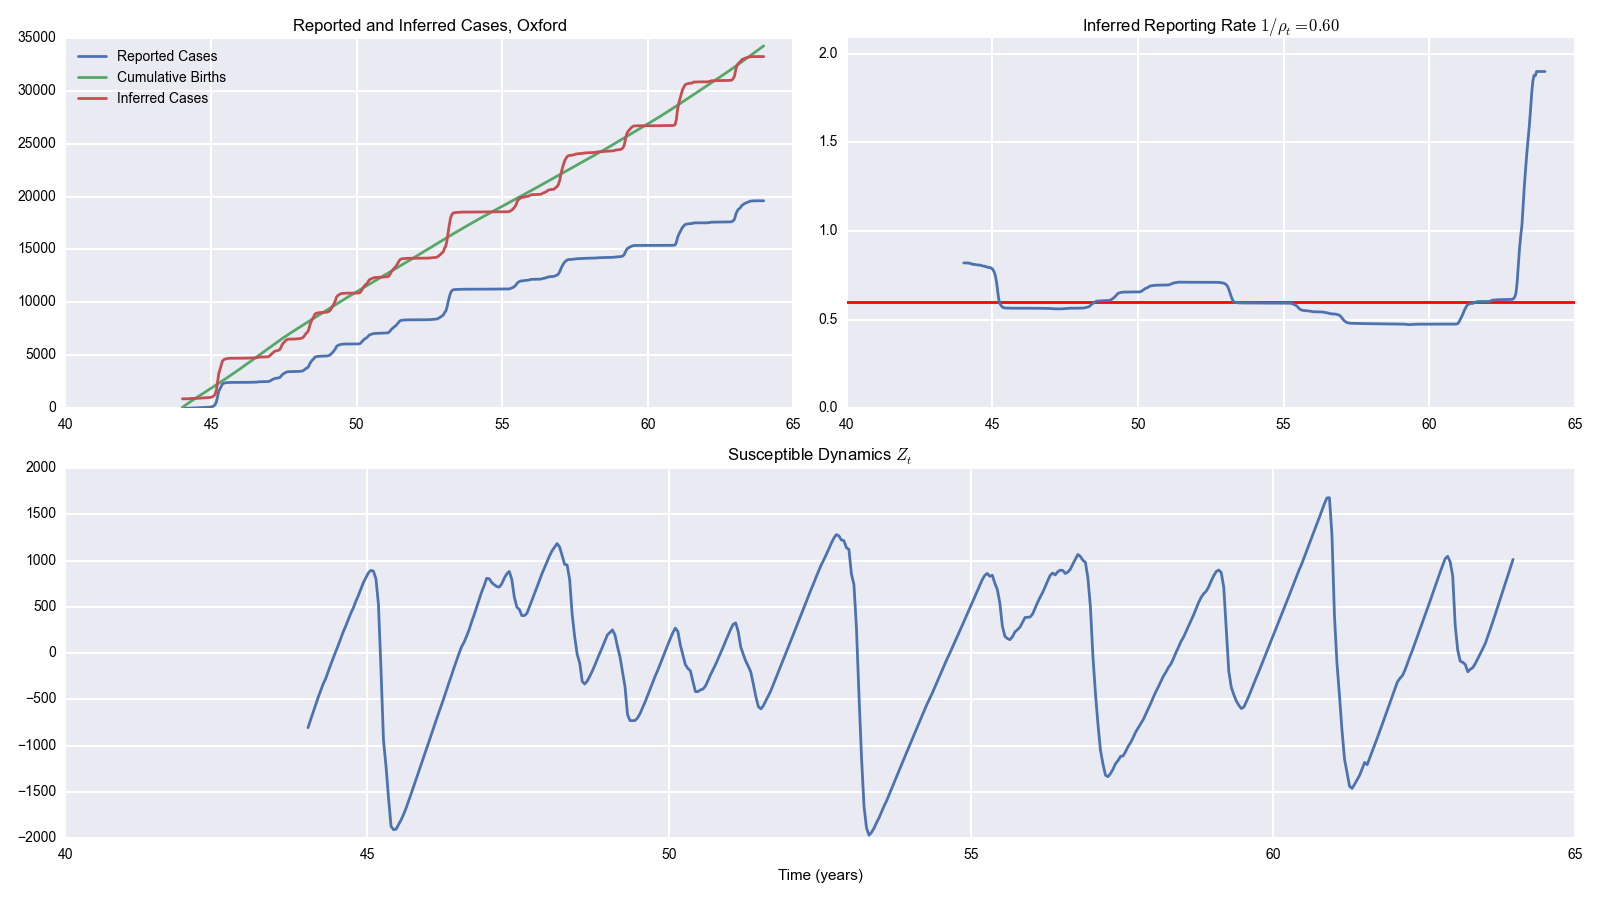 Reported and Inferred Cases, Oxford
35000
30000
25000
20000
15000
10000
5000
0
Reported Cases
Cumulative Births
Inferred Cases
40 45 50 55 60 65
Inferred Reporting Rate 1/ρ_t = 0.60
2.0
1.5
1.0
0.5
0.0
40 45 50 55 60 65
Susceptible Dynamics Z_t
2000
1500
1000
500
0
−500
−1000
−1500
−2000
40 45 50 55 60 65
Time (years)